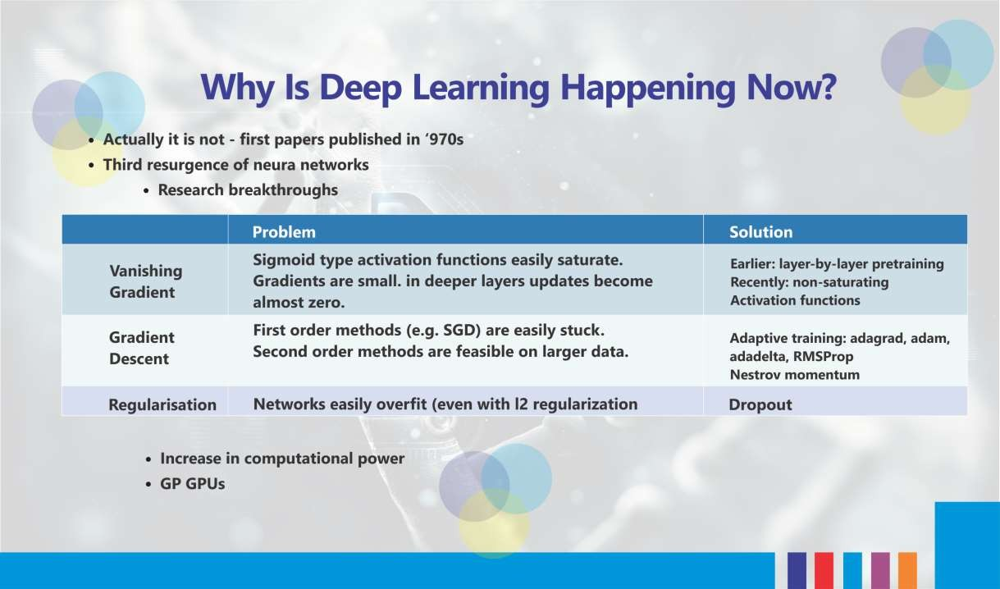 Why Is Deep Learning Happening Now?
• Actually it is not - first papers published in ‘970s
• Third resurgence of neura networks
• Research breakthroughs
Problem
Solution
Vanishing
Gradient
Sigmoid type activation functions easily saturate.
Gradients are small. in deeper layers updates become
almost zero.
Earlier: layer-by-layer pretraining
Recently: non-saturating
Activation functions
Gradient
Descent
First order methods (e.g. SGD) are easily stuck.
Second order methods are feasible on larger data.
Adaptive training: adagrad, adam,
adadelta, RMSProp
Nestrov momentum
Regularisation
Networks easily overfit (even with l2 regularization
Dropout
• Increase in computational power
• GP GPUs